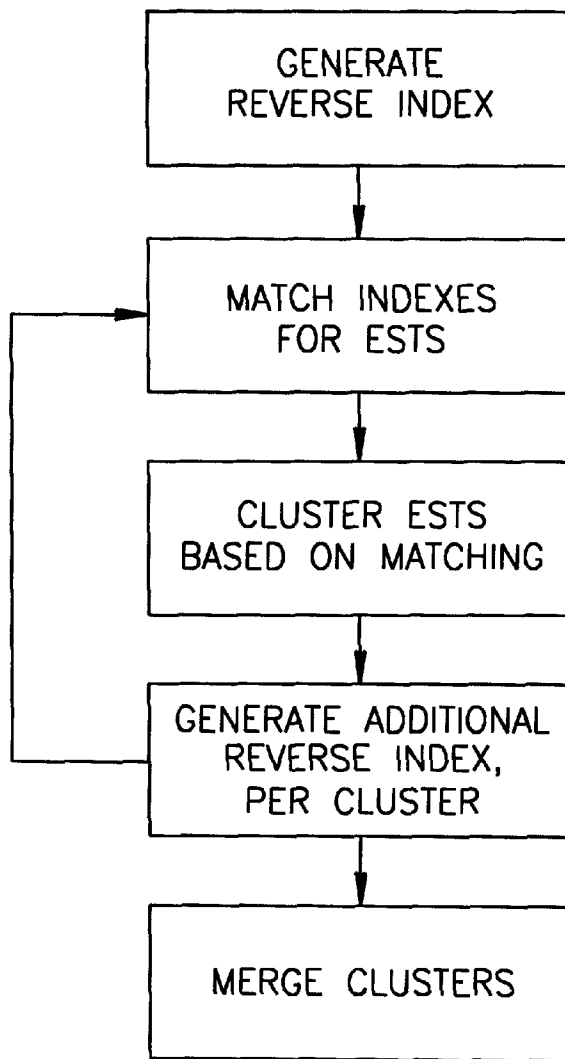 GENERATE
REVERSE INDEX
MATCH INDEXES
FOR ESTS
CLUSTER ESTS
BASED ON MATCHING
GENERATE ADDITIONAL
REVERSE INDEX,
PER CLUSTER
MERGE CLUSTERS